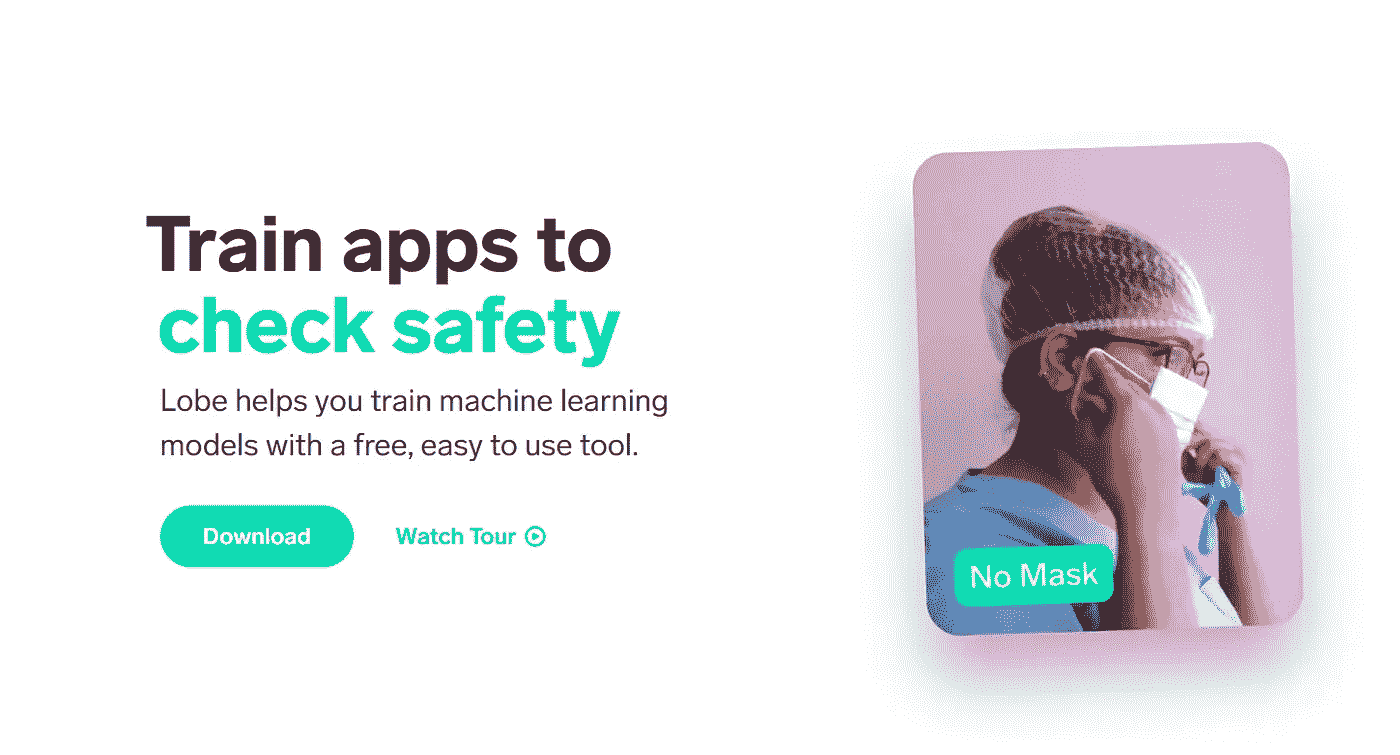 Train apps to
check safety
Lobe helps you train machine learning
models with a free, easy to use tool.
Download
Watch Tour
No Mask